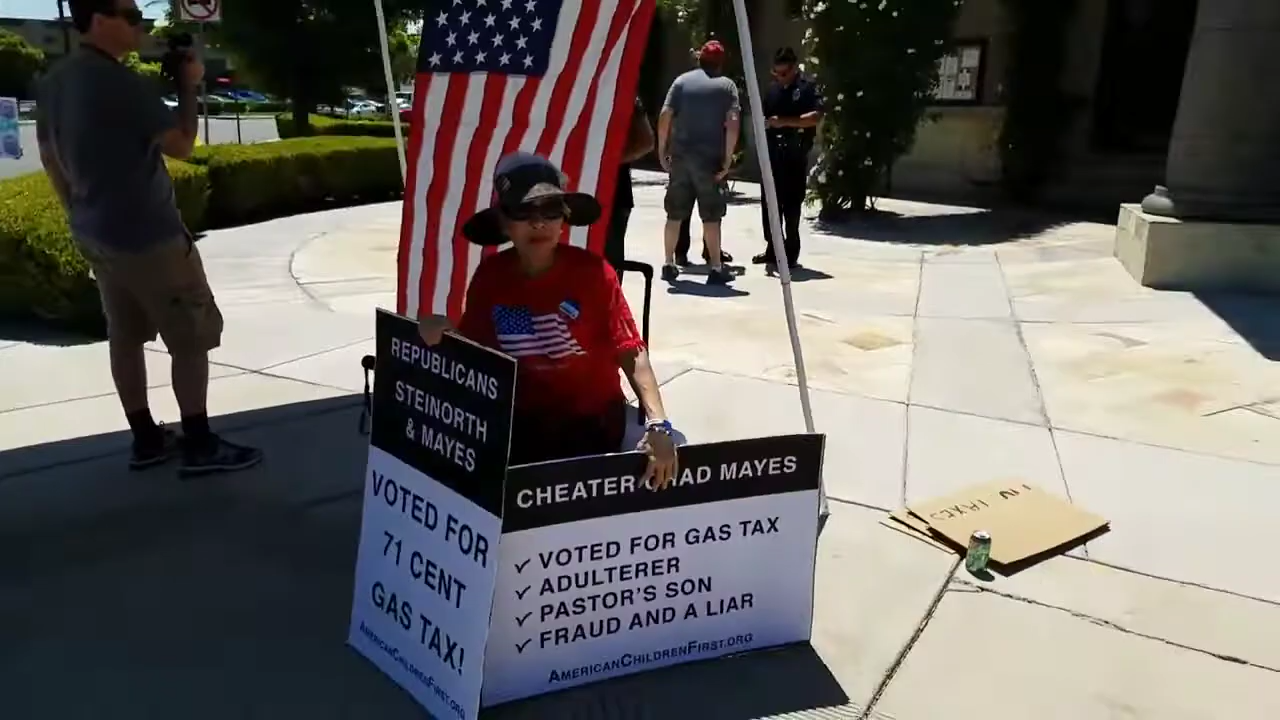 REPUBLICANS
STEINORTH
& MAYES
VOTED FOR
71 CENT
GAS TAX!
AMERICANCHILDRENFIRST.ORG
CHEATER CHAD MAYES
✓ VOTED FOR GAS TAX
✓ ADULTERER
✓ PASTOR'S SON
✓ FRAUD AND A LIAR
AMERICANCHILDRENFIRST.ORG
TAXES